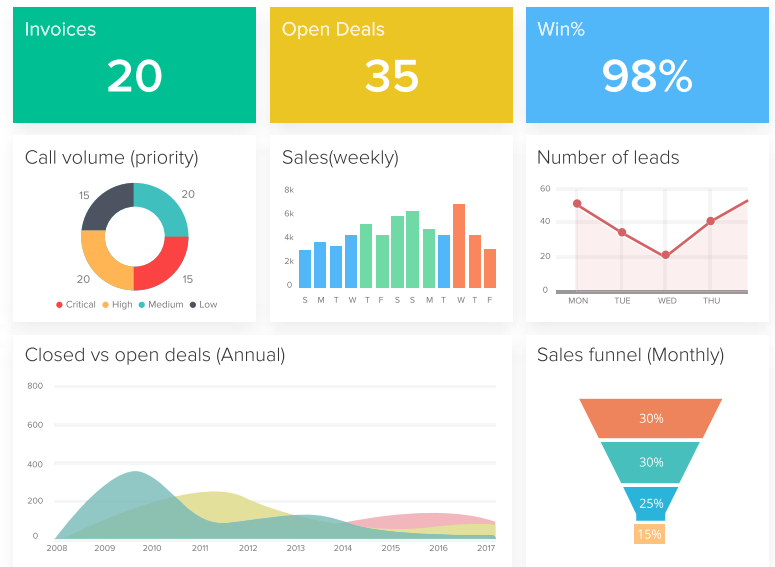 Invoices
20
Open Deals
35
Win%
98%
Call volume (priority)
15
20
20
15
Critical High Medium Low
Sales(weekly)
8k
6k
4k
2k
0
S M T W T F S S M T W T F
Number of leads
60
40
20
0
MON TUE WED THU
Closed vs open deals (Annual)
800
600
400
200
0
2008 2009 2010 2011 2012 2013 2014 2015 2016 2017
Sales funnel (Monthly)
30%
30%
25%
15%